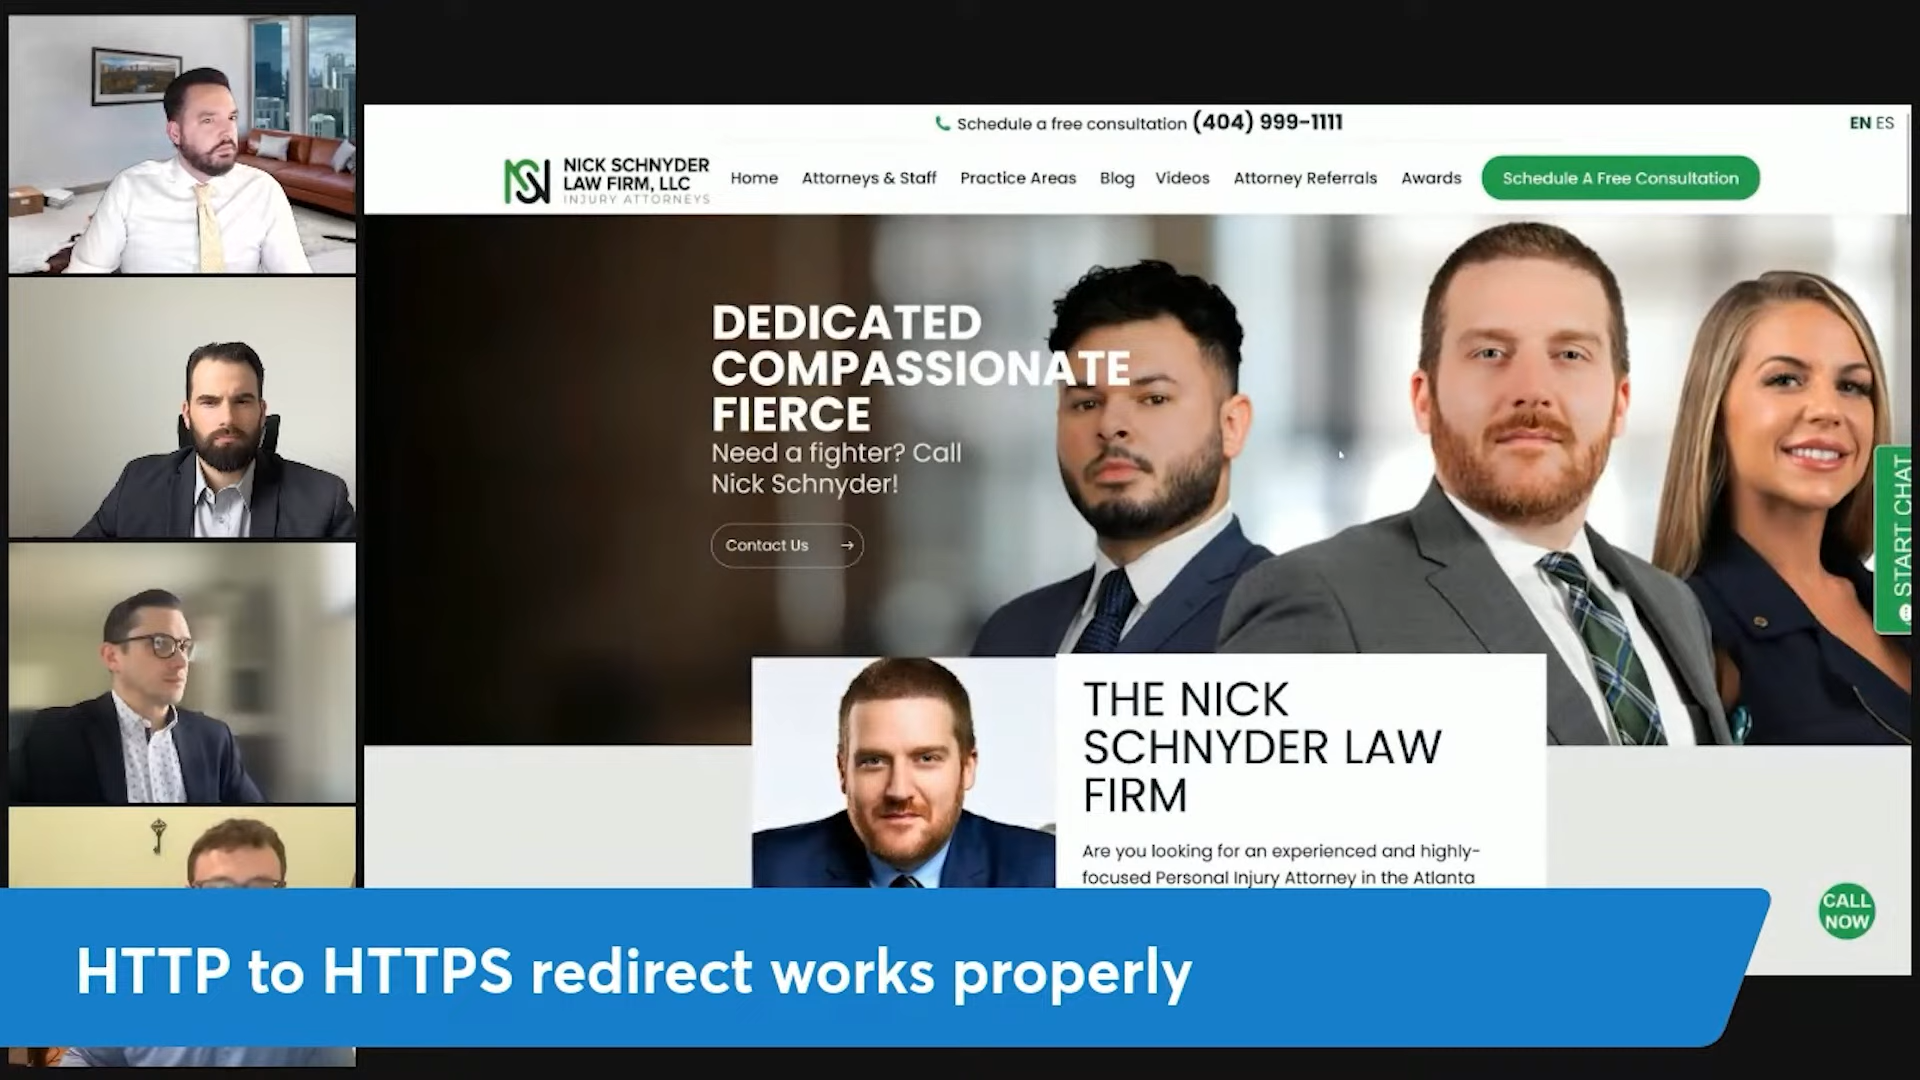 Schedule a free consultation (404) 999-1111
EN ES
NICK SCHNYDER
LAW FIRM, LLC
INJURY ATTORNEYS
Home Attorneys & Staff Practice Areas Blog Videos Attorney Referrals Awards Schedule A Free Consultation
DEDICATED
COMPASSIONATE
FIERCE
Need a fighter? Call
Nick Schnyder!
Contact Us →
START CHAT
THE NICK
SCHNYDER LAW
FIRM
Are you looking for an experienced and highly-
focused Personal Injury Attorney in the Atlanta
CALL
NOW
HTTP to HTTPS redirect works properly